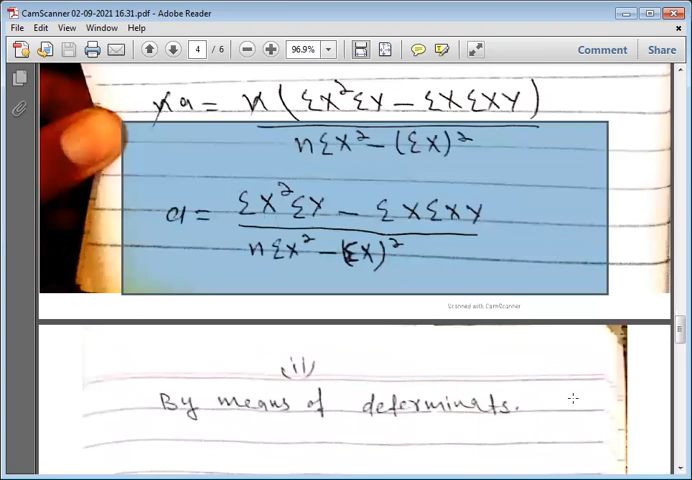 CamScanner 02-09-2021 16.31.pdf - Adobe Reader
File Edit View Window Help
4 / 6 96.9% Comment Share
na = n(ΣX²ΣY − ΣXΣXY)
nΣX² − (ΣX)²
a = ΣX²ΣY − ΣXΣXY
nΣX² − (ΣX)²
Scanned with CamScanner
(ii)
By means of determinats.